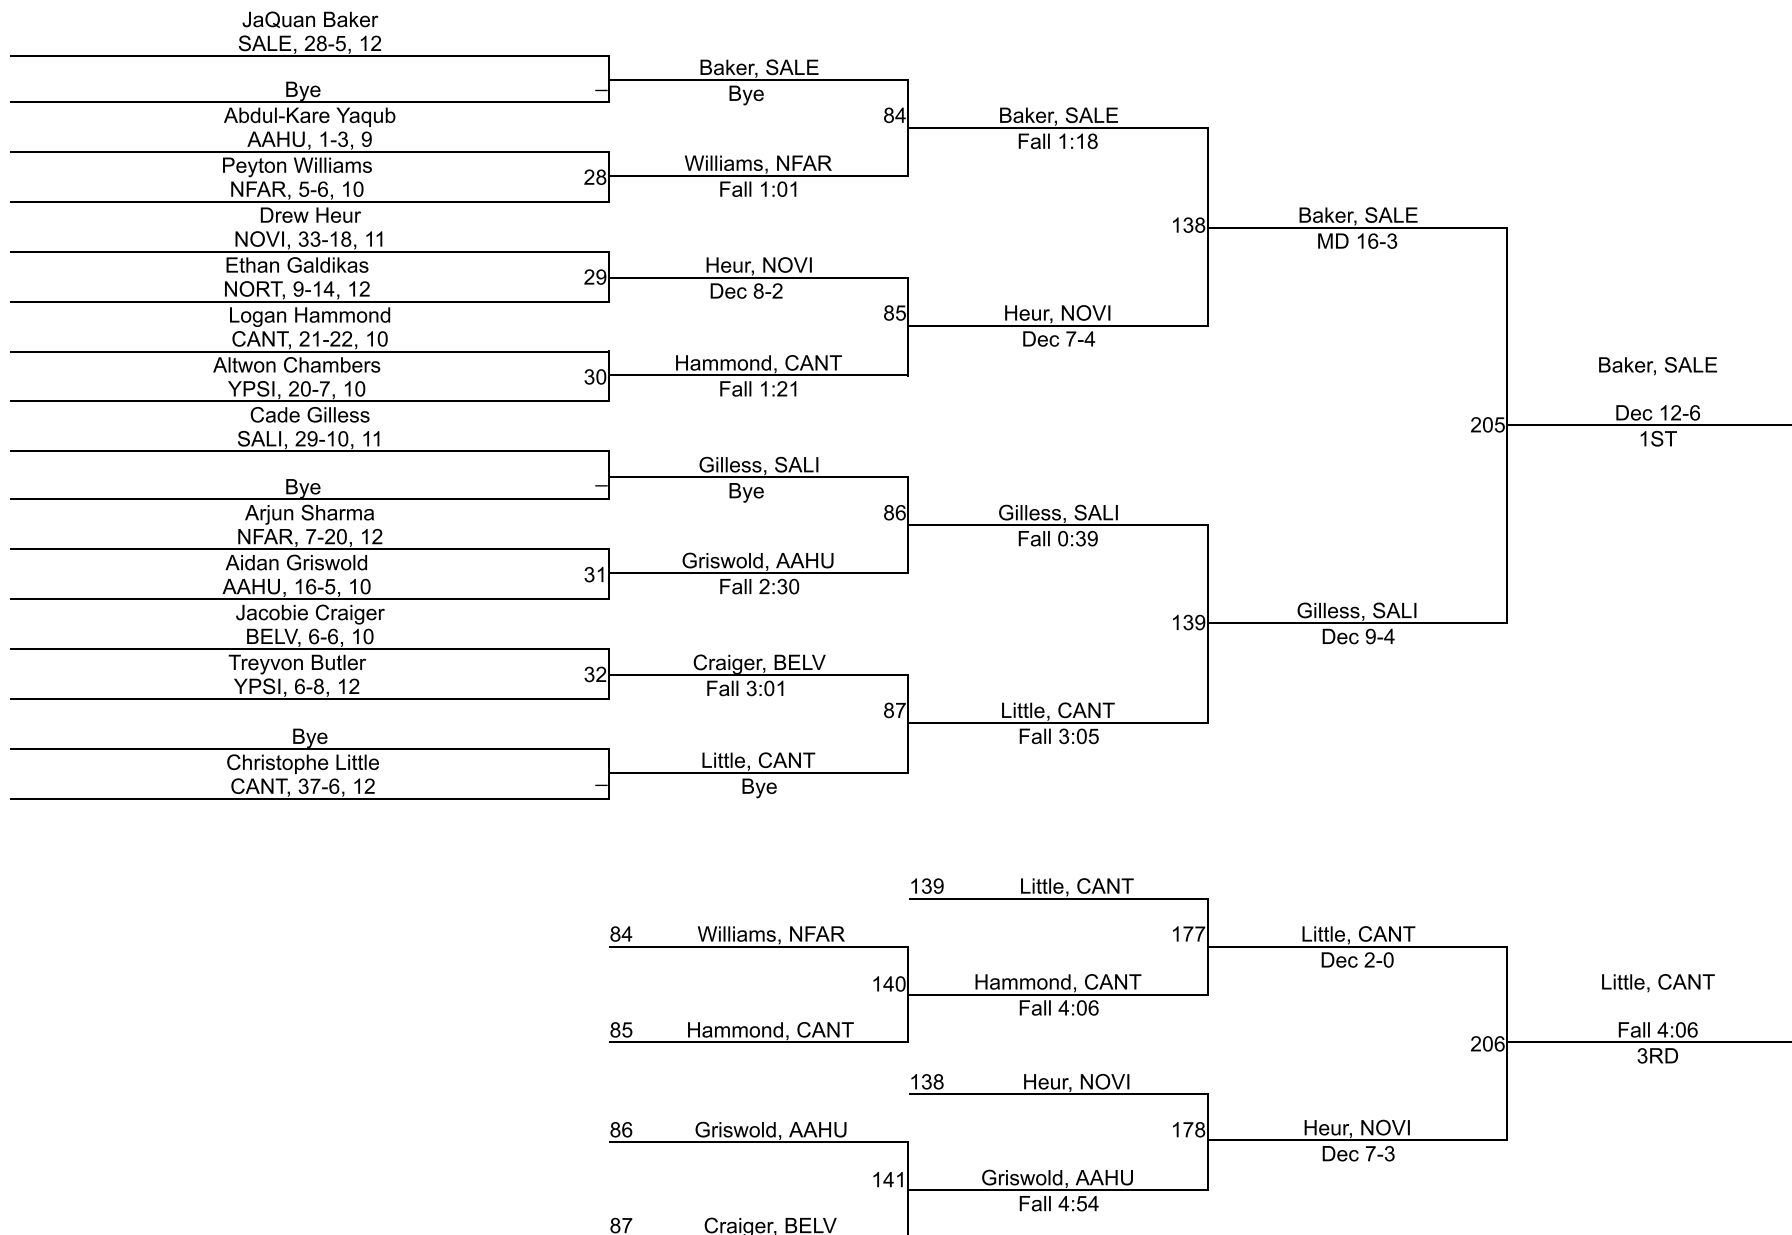 JaQuan Baker
SALE, 28-5, 12
Bye
–
Abdul-Kare Yaqub
AAHU, 1-3, 9
Peyton Williams
NFAR, 5-6, 10
28
Drew Heur
NOVI, 33-18, 11
Ethan Galdikas
NORT, 9-14, 12
29
Logan Hammond
CANT, 21-22, 10
Altwon Chambers
YPSI, 20-7, 10
30
Cade Gilless
SALI, 29-10, 11
Bye
–
Arjun Sharma
NFAR, 7-20, 12
Aidan Griswold
AAHU, 16-5, 10
31
Jacobie Craiger
BELV, 6-6, 10
Treyvon Butler
YPSI, 6-8, 12
32
Bye
Christophe Little
CANT, 37-6, 12
–
Baker, SALE
Bye
84
Williams, NFAR
Fall 1:01
Heur, NOVI
Dec 8-2
85
Hammond, CANT
Fall 1:21
Gilless, SALI
Bye
86
Griswold, AAHU
Fall 2:30
Craiger, BELV
Fall 3:01
87
Little, CANT
Bye
Baker, SALE
Fall 1:18
138
Heur, NOVI
Dec 7-4
Gilless, SALI
Fall 0:39
139
Little, CANT
Fall 3:05
Baker, SALE
MD 16-3
205
Gilless, SALI
Dec 9-4
Baker, SALE
Dec 12-6
1ST
84 Williams, NFAR
140
85 Hammond, CANT
86 Griswold, AAHU
141
87 Craiger, BELV
139 Little, CANT
177
Hammond, CANT
Fall 4:06
138 Heur, NOVI
178
Griswold, AAHU
Fall 4:54
Little, CANT
Dec 2-0
206
Heur, NOVI
Dec 7-3
Little, CANT
Fall 4:06
3RD